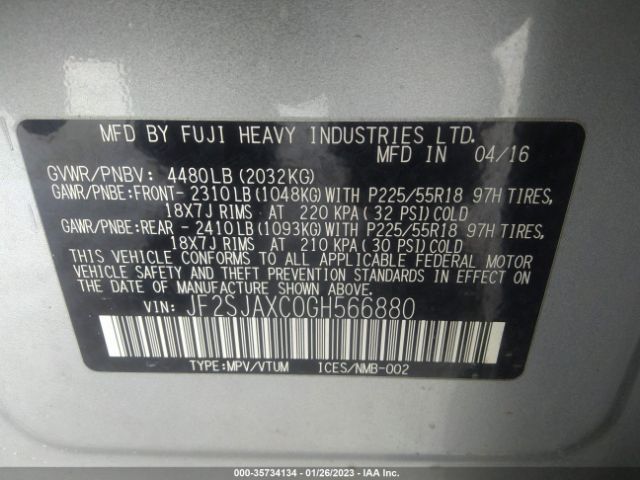 MFD BY FUJI HEAVY INDUSTRIES LTD.
MFD IN 04/16
GVWR/PNBV: 4480LB (2032KG)
GAWR/PNBE:FRONT- 2310LB (1048KG) WITH P225/55R18 97H TIRES,
18X7J RIMS AT 220 KPA (32 PSI) COLD
GAWR/PNBE:REAR - 2410LB (1093KG) WITH P225/55R18 97H TIRES,
18X7J RIMS AT 210 KPA (30 PSI) COLD
THIS VEHICLE CONFORMS TO ALL APPLICABLE FEDERAL MOTOR
VEHICLE SAFETY AND THEFT PREVENTION STANDARDS IN EFFECT ON
THE DATE OF MANUFACTURE SHOWN ABOVE.
VIN: JF2SJAXC0GH566880
TYPE:MPV/VTUM ICES/NMB-002
000-35734134 - 01/26/2023 - IAA Inc.